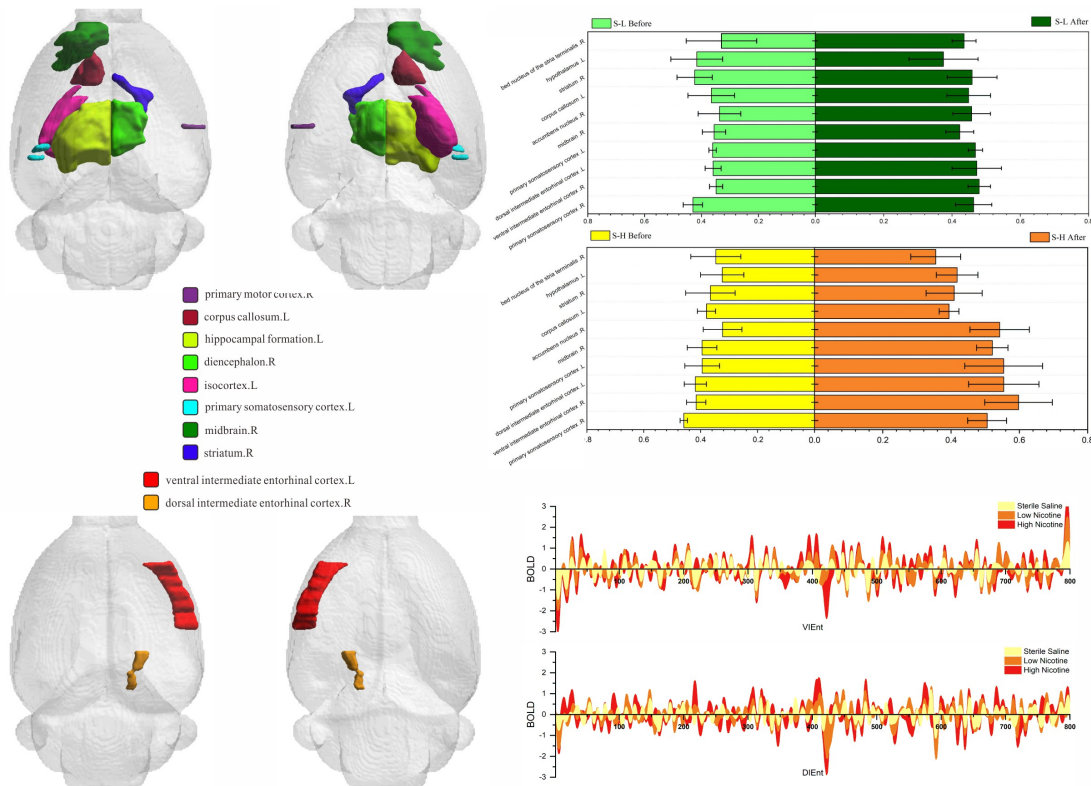 S-L Before
S-L After
bed nucleus of the stria terminalis .R
hypothalamus .L
striatum .R
corpus callosum .L
accumbens nucleus .R
midbrain .R
primary somatosensory cortex .L
dorsal intermediate entorhinal cortex .L
ventral intermediate entorhinal cortex .R
primary somatosensory cortex .R
0.8 0.6 0.4 0.2 0.0 0.2 0.4 0.6 0.8
S-H Before
S-H After
bed nucleus of the stria terminalis .R
hypothalamus .L
striatum .R
corpus callosum .L
accumbens nucleus .R
midbrain .R
primary somatosensory cortex .L
dorsal intermediate entorhinal cortex .L
ventral intermediate entorhinal cortex .R
primary somatosensory cortex .R
.8 0.6 0.4 0.2 0.0 0.2 0.4 0.6 0.8
primary motor cortex.R
corpus callosum.L
hippocampal formation.L
diencephalon.R
isocortex.L
primary somatosensory cortex.L
midbrain.R
striatum.R
ventral intermediate entorhinal cortex.L
dorsal intermediate entorhinal cortex.R
Sterile Saline
Low Nicotine
High Nicotine
BOLD
3
2
1
0
-1
-2
-3
100 200 300 400 500 600 700 800
VIEnt
Sterile Saline
Low Nicotine
High Nicotine
BOLD
3
2
1
0
-1
-2
-3
100 200 300 400 500 600 700 800
DIEnt